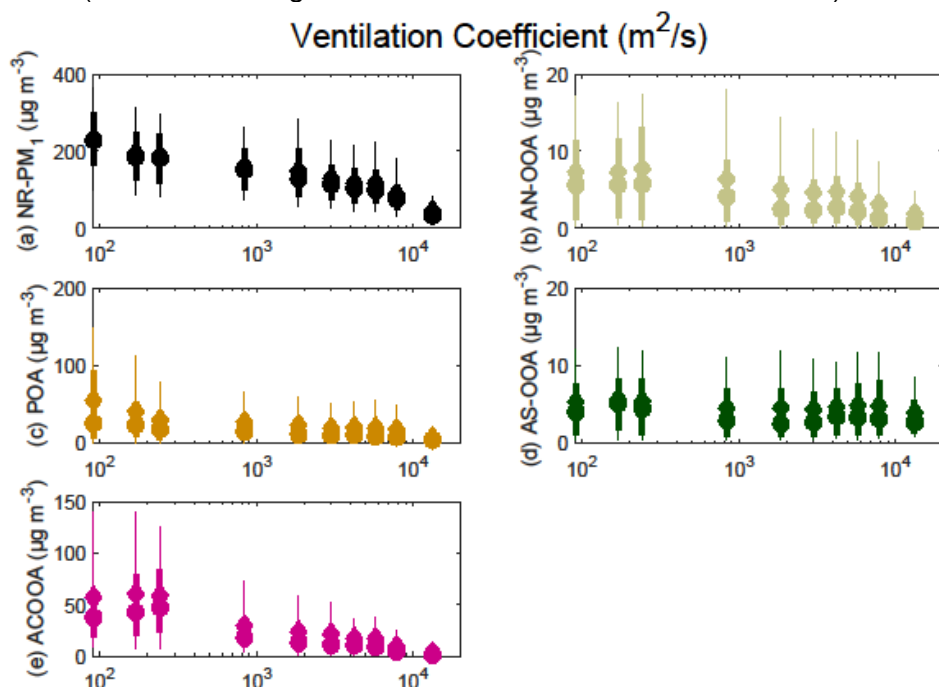 Ventilation Coefficient (m²/s)
(a) NR-PM₁ (µg m⁻³)
400
200
0
10² 10³ 10⁴
(b) AN-OOA (µg m⁻³)
20
10
0
10² 10³ 10⁴
(c) POA (µg m⁻³)
200
100
0
10² 10³ 10⁴
(d) AS-OOA (µg m⁻³)
20
10
0
10² 10³ 10⁴
(e) ACOOA (µg m⁻³)
150
100
50
0
10² 10³ 10⁴